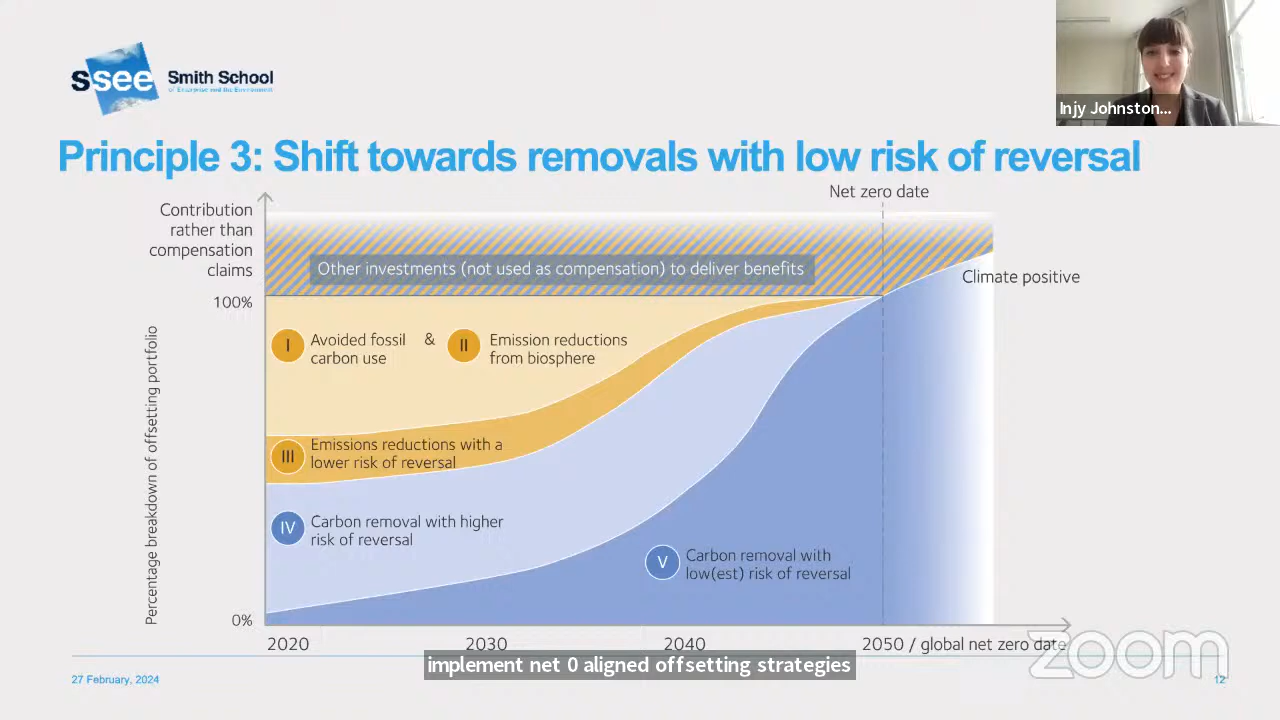 ssee
Smith School
of Enterprise and the Environment
Injy Johnston...
Principle 3: Shift towards removals with low risk of reversal
Net zero date
Contribution
rather than
compensation
claims
Other investments (not used as compensation) to deliver benefits
Climate positive
100%
I
Avoided fossil
carbon use
&
II
Emission reductions
from biosphere
III
Emissions reductions with a
lower risk of reversal
IV
Carbon removal with higher
risk of reversal
V
Carbon removal with
low(est) risk of reversal
Percentage breakdown of offsetting portfolio
0%
2020
2030
2040
2050 / global net zero date
implement net 0 aligned offsetting strategies
zoom
27 February, 2024
12